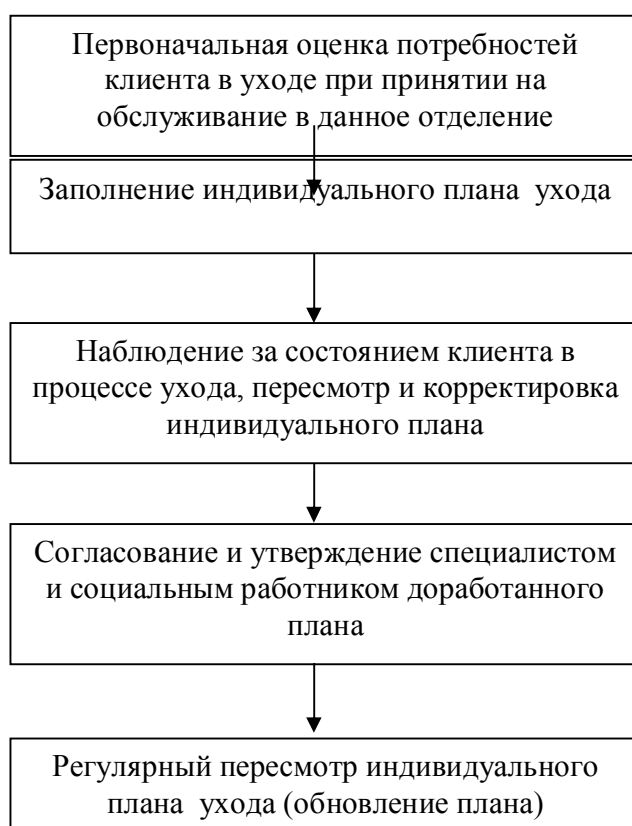 Первоначальная оценка потребностей
клиента в уходе при принятии на
обслуживание в данное отделение
Заполнение индивидуального плана ухода
Наблюдение за состоянием клиента в
процессе ухода, пересмотр и корректировка
индивидуального плана
Согласование и утверждение специалистом
и социальным работником доработанного
плана
Регулярный пересмотр индивидуального
плана ухода (обновление плана)